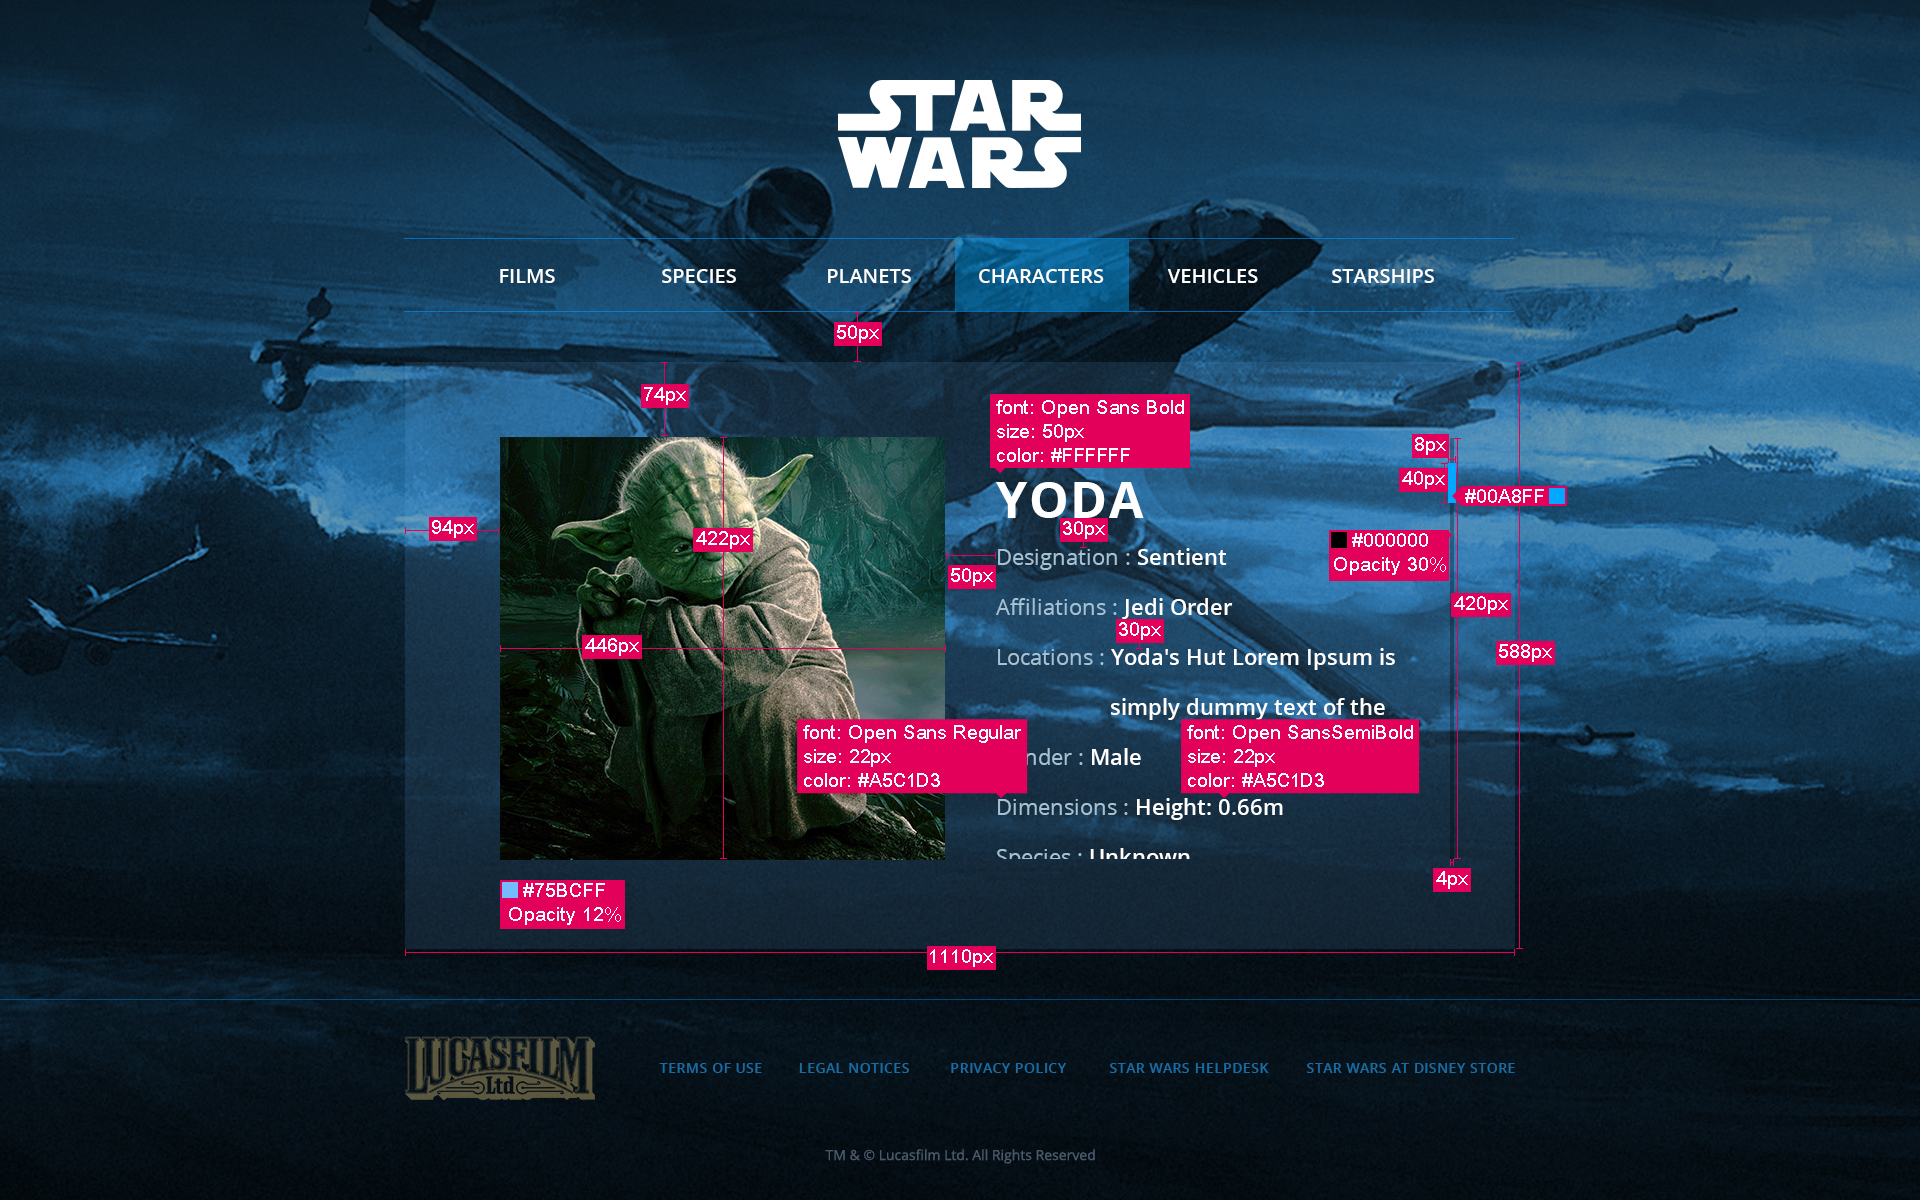 STAR
WARS
FILMS
SPECIES
PLANETS
CHARACTERS
VEHICLES
STARSHIPS
50px
74px
font: Open Sans Bold
size: 50px
color: #FFFFFF
8px
40px
#00A8FF
YODA
94px
422px
30px
#000000
Opacity 30%
Designation : Sentient
50px
Affiliations : Jedi Order
420px
30px
446px
588px
Locations : Yoda's Hut Lorem Ipsum is
simply dummy text of the
font: Open Sans Regular
size: 22px
color: #A5C1D3
font: Open SansSemiBold
size: 22px
color: #A5C1D3
nder : Male
Dimensions : Height: 0.66m
Species : Unknown
4px
#75BCFF
Opacity 12%
1110px
LUCASFILM
Ltd
TERMS OF USE
LEGAL NOTICES
PRIVACY POLICY
STAR WARS HELPDESK
STAR WARS AT DISNEY STORE
TM & © Lucasfilm Ltd. All Rights Reserved